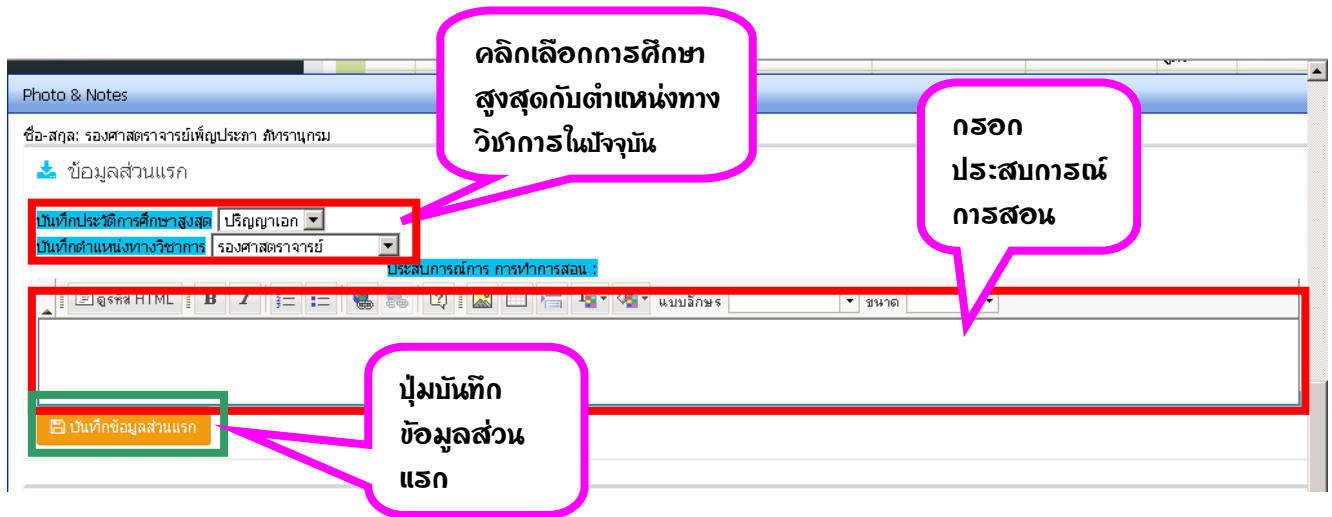 คลิกเลือกการศึกษา
สูงสุดกับตำแหน่งทาง
วิชาการในปัจจุบัน
Photo & Notes
กรอก
ประสบการณ์
การสอน
ชื่อ-สกุล: รองศาสตราจารย์เพ็ญประภา ภัทรานุกรม
ข้อมูลส่วนแรก
บันทึกประวัติการศึกษาสูงสุด ปริญญาเอก
บันทึกตำแหน่งทางวิชาการ รองศาสตราจารย์
ประสบการณ์การ การทำการสอน :
ดูรหัส HTML B I แบบอักษร ขนาด
ปุ่มบันทึก
ข้อมูลส่วน
แรก
บันทึกข้อมูลส่วนแรก